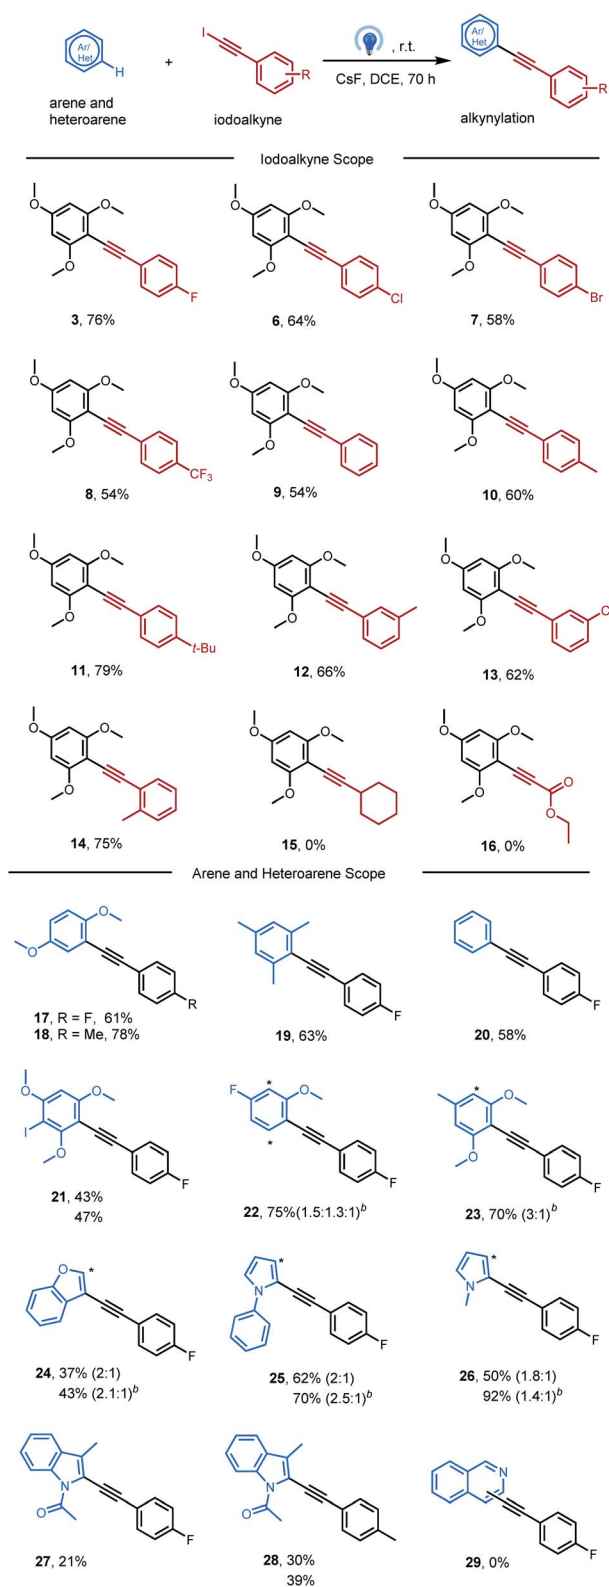 Ar/
Het
H
+
I
R
, r.t.
CsF, DCE, 70 h
Ar/
Het
R
arene and
heteroarene
iodoalkyne
alkynylation
Iodoalkyne Scope
O O
O
F
3, 76%
O O
O
Cl
6, 64%
O O
O
Br
7, 58%
O O
O
CF3
8, 54%
O O
O
9, 54%
O O
O
10, 60%
O O
O
t-Bu
11, 79%
O O
O
12, 66%
O O
O
13, 62%
O O
O
14, 75%
O O
O
15, 0%
O O
O
O
O
16, 0%
Arene and Heteroarene Scope
O
O
R
17, R = F, 61%
18, R = Me, 78%
F
19, 63%
F
20, 58%
O O
I
O
F
21, 43%
47%
F * O
*
F
22, 75%(1.5:1.3:1)b
* O
O
F
23, 70% (3:1)b
O *
F
24, 37% (2:1)
43% (2.1:1)b
*
N
F
25, 62% (2:1)
70% (2.5:1)b
*
N
F
26, 50% (1.8:1)
92% (1.4:1)b
N
O
F
27, 21%
N
O
28, 30%
39%
N
F
29, 0%